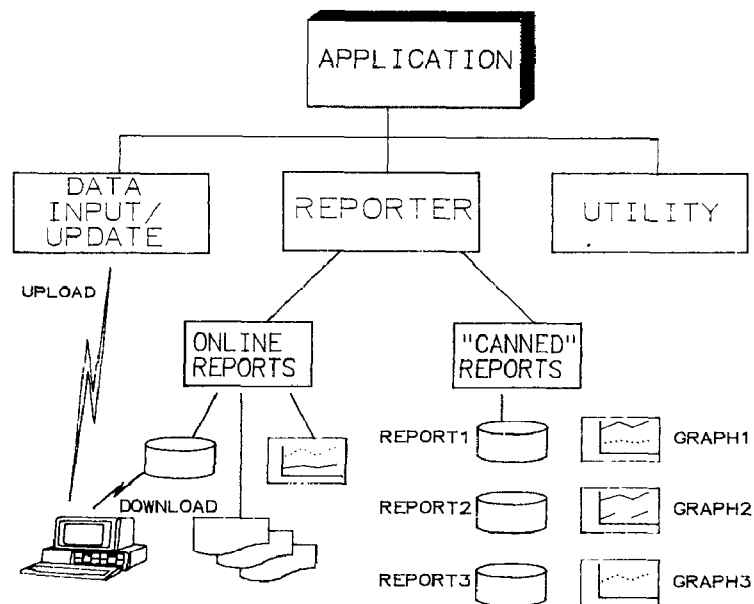 APPLICATION
DATA
INPUT/
UPDATE
REPORTER
UTILITY
UPLOAD
ONLINE
REPORTS
"CANNED"
REPORTS
REPORT1
GRAPH1
DOWNLOAD
REPORT2
GRAPH2
REPORT3
GRAPH3